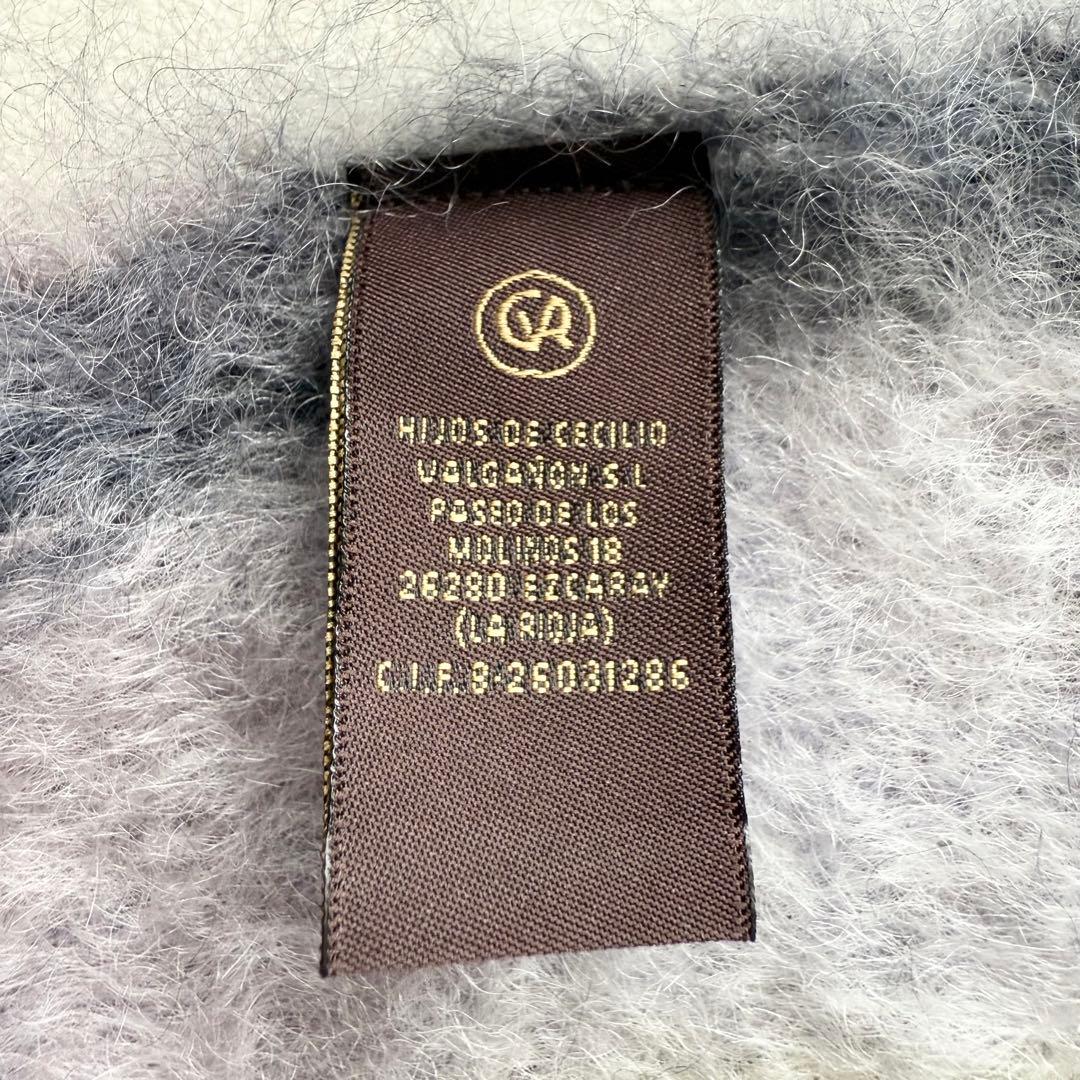 HIJOS DE CECILIO
VALGAÑON S L
PASEO DE LOS
MOLINOS 18
26280 EZCARAY
(LA RIOJA)
C.I.F. B-26031286